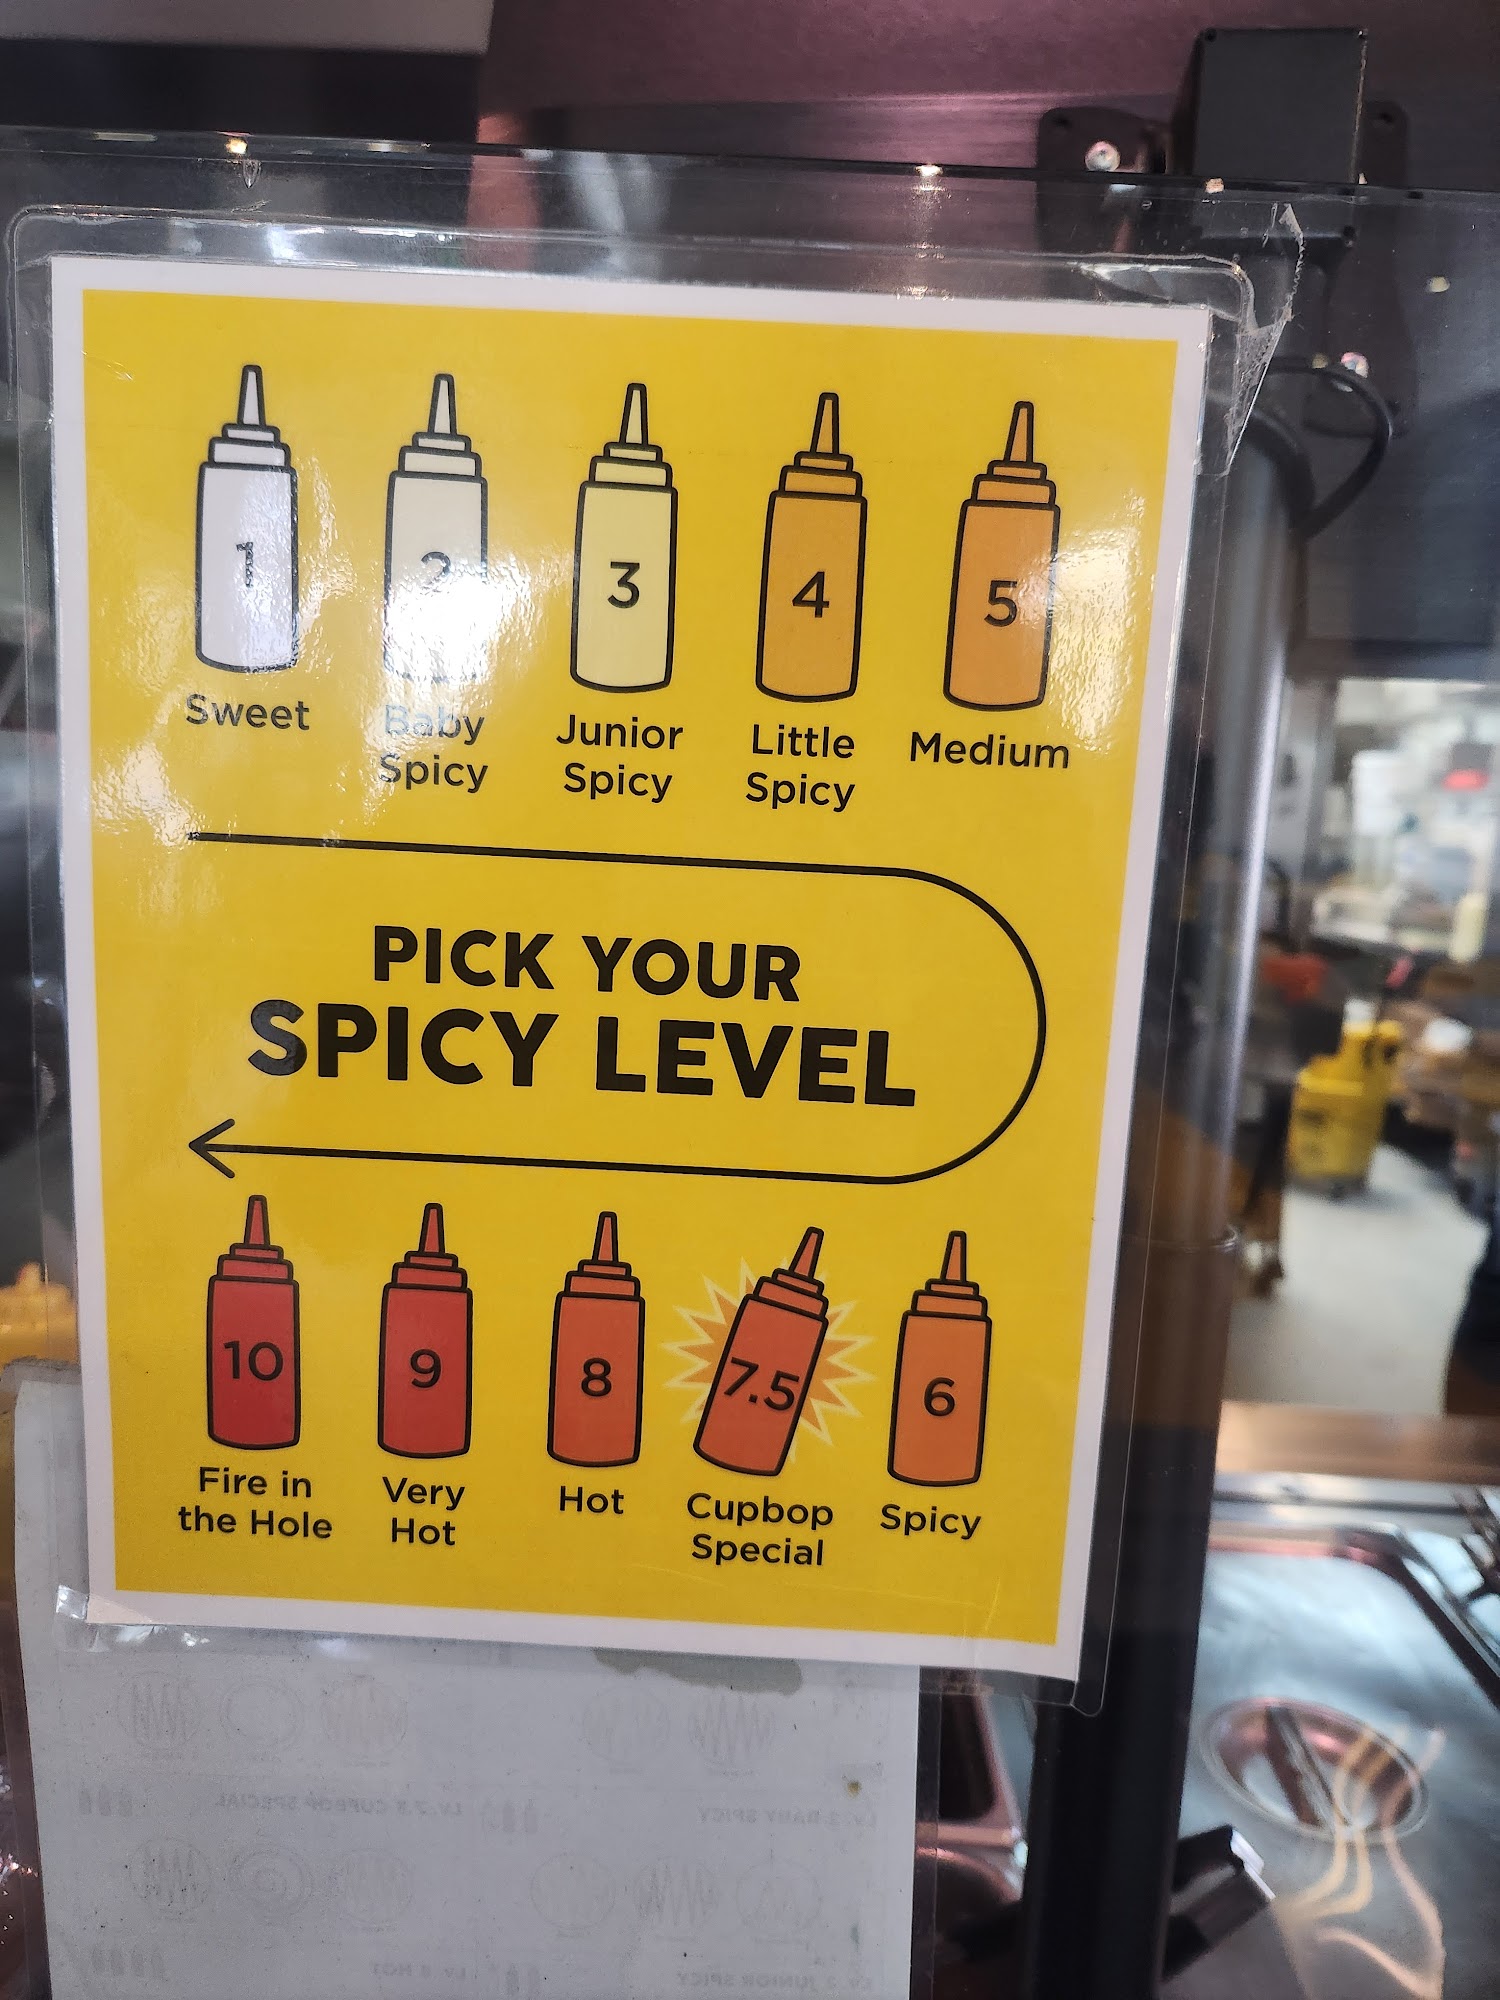 1 2 3 4 5
Sweet
Baby
Spicy
Junior
Spicy
Little
Spicy
Medium
PICK YOUR
SPICY LEVEL
10 9 8 7.5 6
Fire in
the Hole
Very
Hot
Hot
Cupbop
Special
Spicy